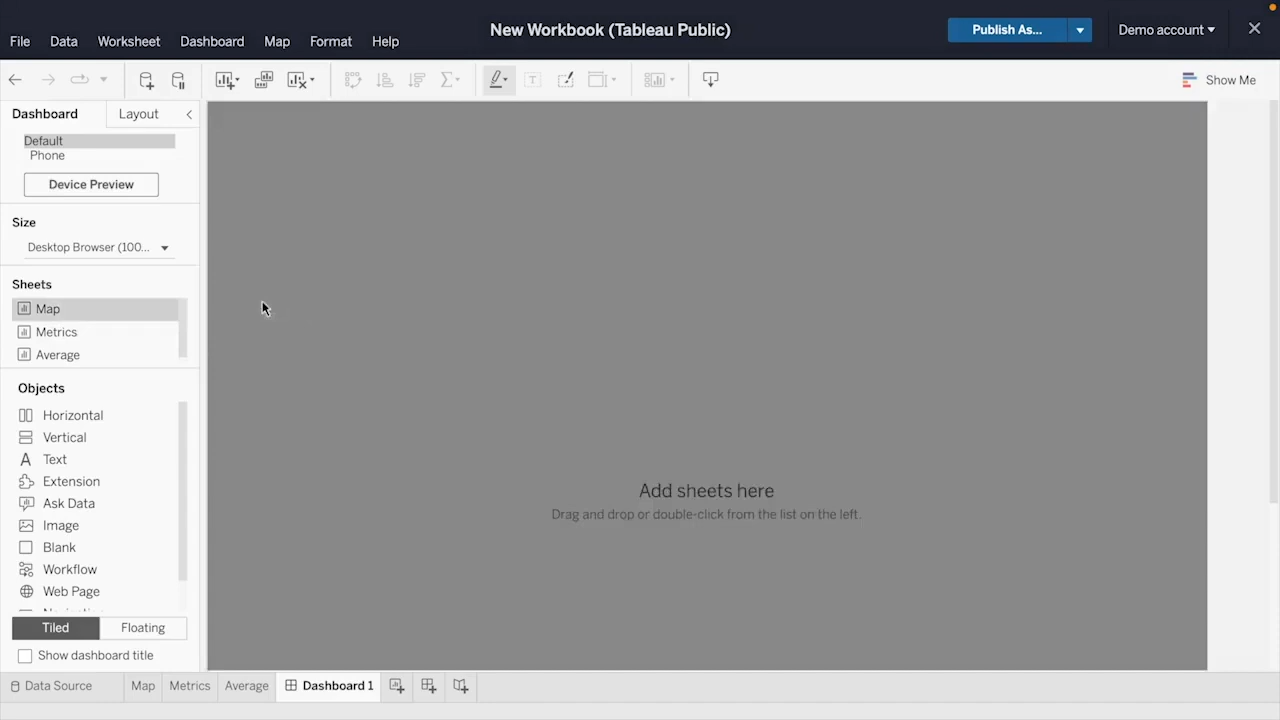 New Workbook (Tableau Public)
Publish As...
Demo account
File Data Worksheet Dashboard Map Format Help
Show Me
Dashboard Layout
Default
Phone
Device Preview
Size
Desktop Browser (100...
Sheets
Map
Metrics
Average
Objects
Horizontal
Vertical
Text
Extension
Ask Data
Image
Blank
Workflow
Web Page
Tiled Floating
Show dashboard title
Add sheets here
Drag and drop or double-click from the list on the left.
Data Source Map Metrics Average Dashboard 1